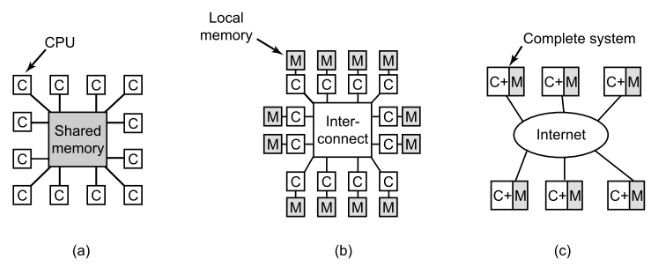 CPU
C C C C
C C
Shared
memory
C C
C C C C
(a)
Local
memory
M M M M
C C C C
M C C M
Inter-
connect
M C C M
C C C C
M M M M
(b)
Complete system
C+ M C+ M C+ M
Internet
C+ M C+ M C+ M
(c)